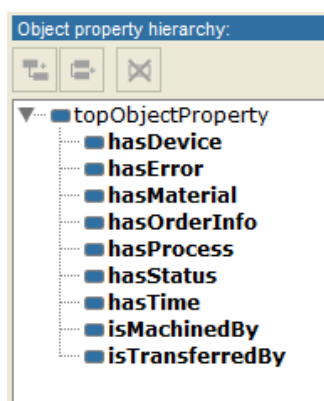 Object property hierarchy:
topObjectProperty
hasDevice
hasError
hasMaterial
hasOrderInfo
hasProcess
hasStatus
hasTime
isMachinedBy
isTransferredBy